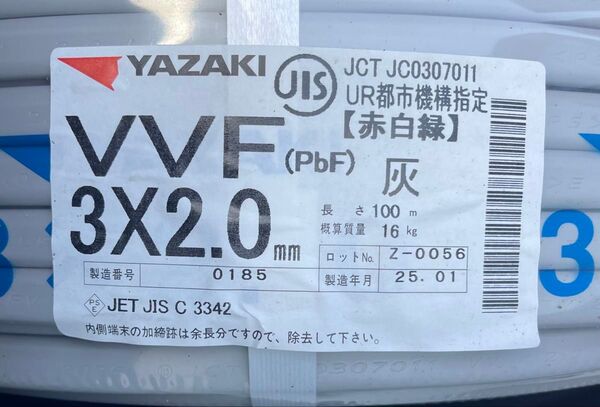 YAZAKI
JIS
JCT JC0307011
UR都市機構指定
【赤白緑】
VVF (PbF) 灰
3X2.0mm
長さ 100 m
概算質量 16 kg
ロットNo. Z-0056
製造番号 0185
製造年月 25.01
PS E JET JIS C 3342
内側端末の加締跡は余長分ですので、除去して下さい。
3